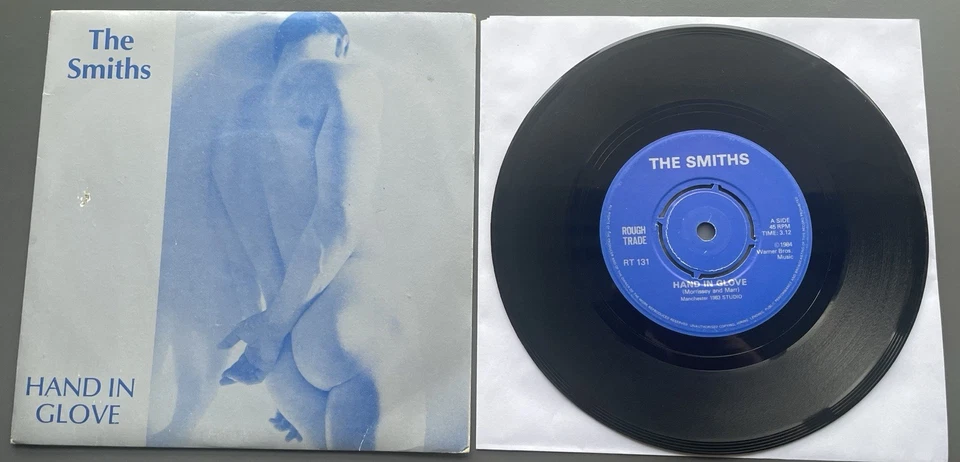 The
Smiths
HAND IN
GLOVE
THE SMITHS
ROUGH
TRADE
RT 131
A SIDE
45 RPM
TIME: 3.12
© 1984
Warner Bros.
Music
HAND IN GLOVE
(Morrissey and Marr)
Manchester 1983 STUDIO